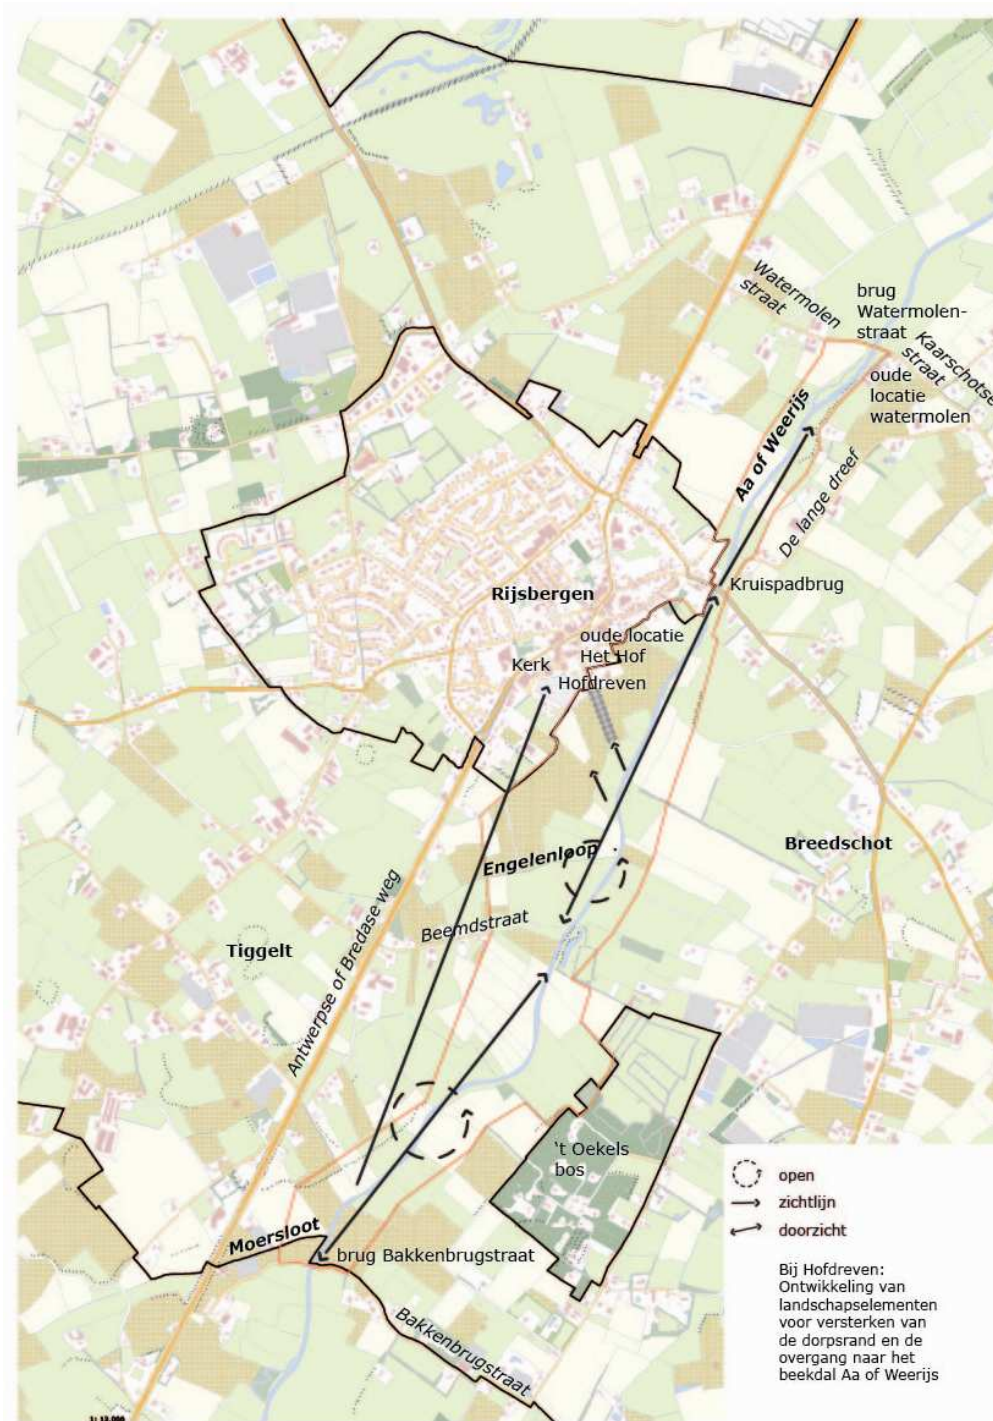 Watermolen
straat
brug
Watermolen-
straat
Kaarschotse
straat
oude
locatie
watermolen
Aa of Weerijs
De lange dreef
Kruispadbrug
Rijsbergen
oude locatie
Het Hof
Kerk
Hofdreven
Engelenloop
Breedschot
Beemdstraat
Tiggelt
Antwerpse of Bredase weg
't Oekels
bos
Moersloot
brug Bakkenbrugstraat
Bakkenbrugstraat
open
zichtlijn
doorzicht
Bij Hofdreven:
Ontwikkeling van
landschapselementen
voor versterken van
de dorpsrand en de
overgang naar het
beekdal Aa of Weerijs